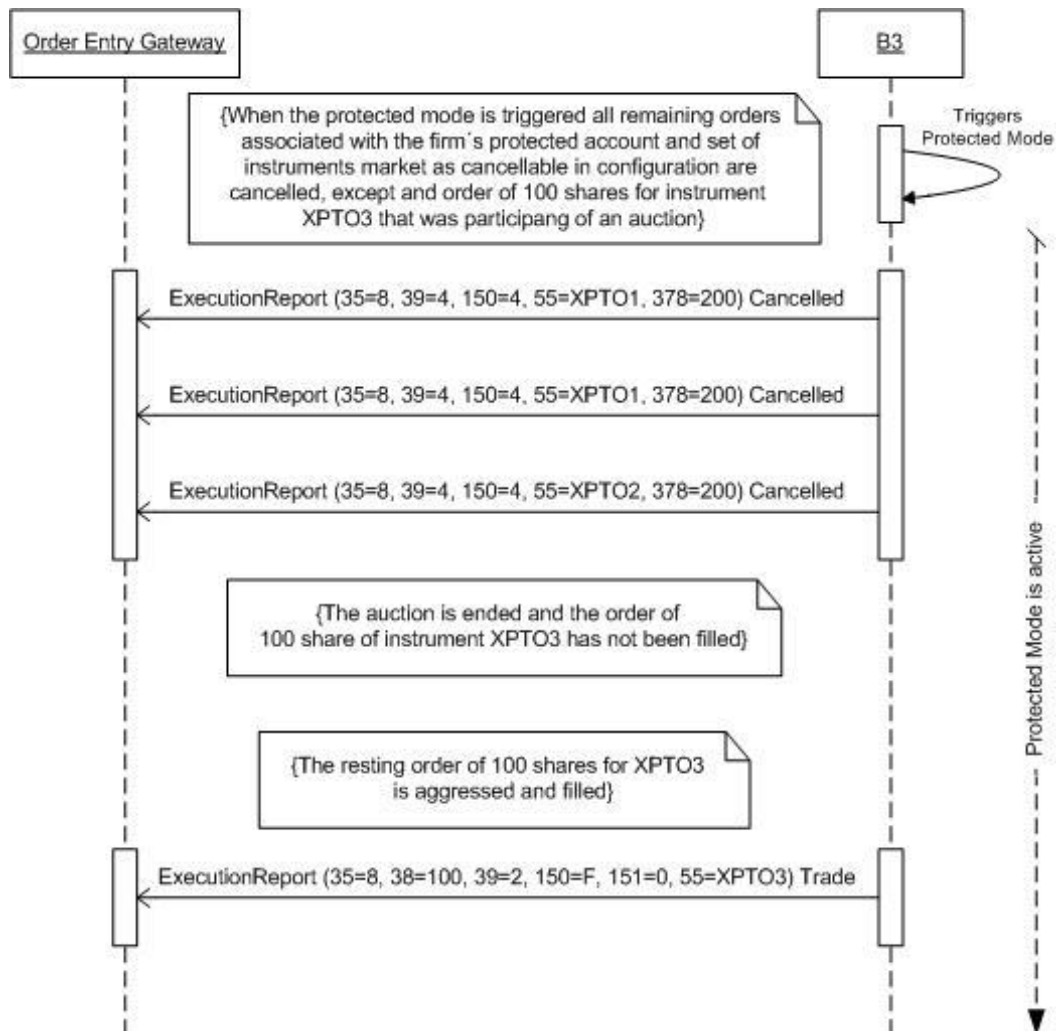 Order Entry Gateway
B3
{When the protected mode is triggered all remaining orders
associated with the firm´s protected account and set of
instruments market as cancellable in configuration are
cancelled, except and order of 100 shares for instrument
XPTO3 that was participang of an auction}
Triggers
Protected Mode
ExecutionReport (35=8, 39=4, 150=4, 55=XPTO1, 378=200) Cancelled
ExecutionReport (35=8, 39=4, 150=4, 55=XPTO1, 378=200) Cancelled
ExecutionReport (35=8, 39=4, 150=4, 55=XPTO2, 378=200) Cancelled
Protected Mode is active
{The auction is ended and the order of
100 share of instrument XPTO3 has not been filled}
{The resting order of 100 shares for XPTO3
is aggressed and filled}
ExecutionReport (35=8, 38=100, 39=2, 150=F, 151=0, 55=XPTO3) Trade